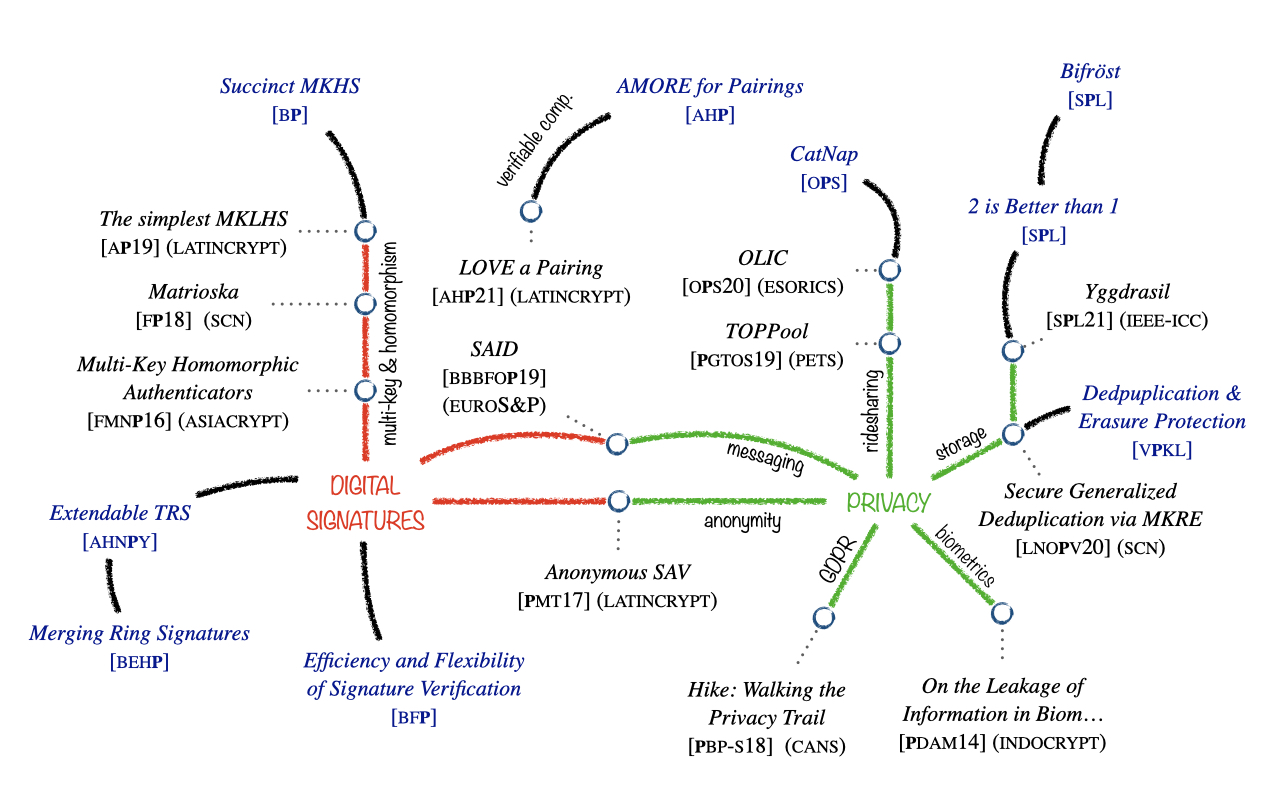 Succinct MKHS
[BP]
verifiable comp.
AMORE for Pairings
[AHP]
Bifröst
[SPL]
CatNap
[OPS]
2 is Better than 1
[SPL]
The simplest MKLHS
[AP19] (LATINCRYPT)
Matrioska
[FP18] (SCN)
Multi-Key Homomorphic
Authenticators
[FMNP16] (ASIACRYPT)
multi-key & homomorphism
LOVE a Pairing
[AHP21] (LATINCRYPT)
SAID
[BBBFOP19]
(EUROS&P)
OLIC
[OPS20] (ESORICS)
TOPPool
[PGTOS19] (PETS)
ridesharing
Yggdrasil
[SPL21] (IEEE-ICC)
Dedpuplication &
Erasure Protection
[VPKL]
storage
messaging
Secure Generalized
Deduplication via MKRE
[LNOPV20] (SCN)
DIGITAL
SIGNATURES
PRIVACY
anonymity
Extendable TRS
[AHNPY]
Merging Ring Signatures
[BEHP]
Anonymous SAV
[PMT17] (LATINCRYPT)
GDPR
biometrics
Efficiency and Flexibility
of Signature Verification
[BFP]
Hike: Walking the
Privacy Trail
[PBP-S18] (CANS)
On the Leakage of
Information in Biom…
[PDAM14] (INDOCRYPT)